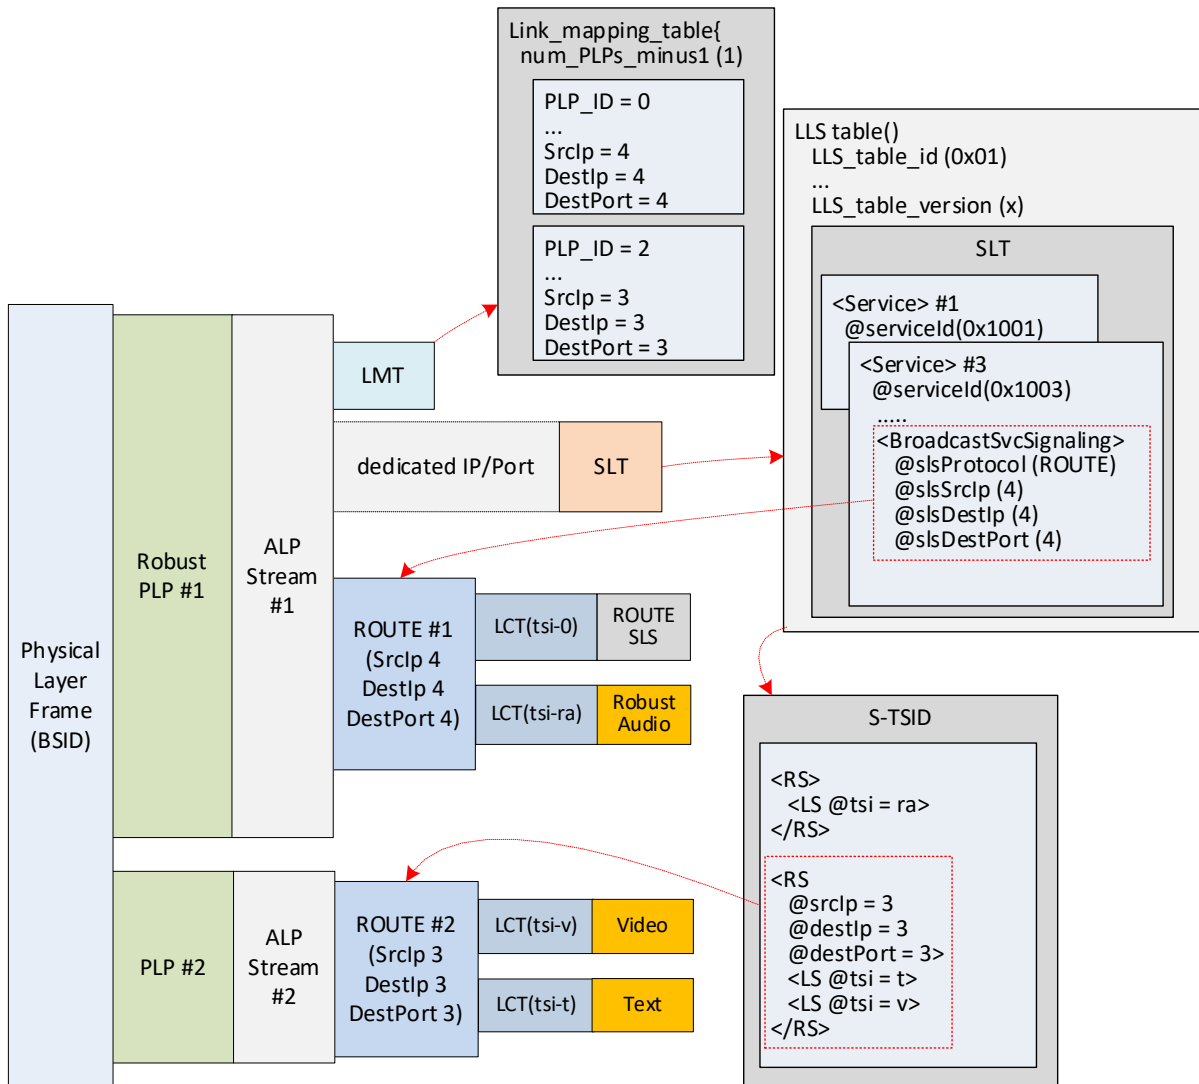 Link_mapping_table{
num_PLPs_minus1 (1)
PLP_ID = 0
...
SrcIp = 4
DestIp = 4
DestPort = 4
PLP_ID = 2
...
SrcIp = 3
DestIp = 3
DestPort = 3
LLS table()
LLS_table_id (0x01)
...
LLS_table_version (x)
SLT
<Service> #1
@serviceId(0x1001)
<Service> #3
@serviceId(0x1003)
.....
<BroadcastSvcSignaling>
@slsProtocol (ROUTE)
@slsSrcIp (4)
@slsDestIp (4)
@slsDestPort (4)
Physical
Layer
Frame
(BSID)
Robust
PLP #1
ALP
Stream
#1
LMT
dedicated IP/Port
SLT
ROUTE #1
(SrcIp 4
DestIp 4
DestPort 4)
LCT(tsi-0)
ROUTE
SLS
LCT(tsi-ra)
Robust
Audio
PLP #2
ALP
Stream
#2
ROUTE #2
(SrcIp 3
DestIp 3
DestPort 3)
LCT(tsi-v)
Video
LCT(tsi-t)
Text
S-TSID
<RS>
<LS @tsi = ra>
</RS>
<RS
@srcIp = 3
@destIp = 3
@destPort = 3>
<LS @tsi = t>
<LS @tsi = v>
</RS>